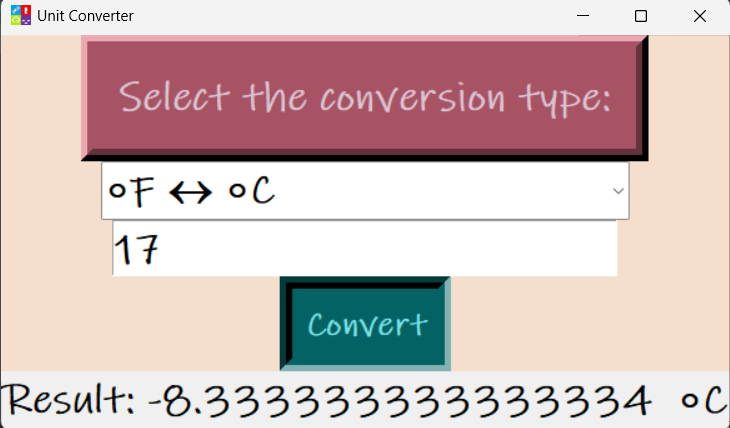 Unit Converter
Select the conversion type:
°F ↔ °C
17
Convert
Result: -8.333333333333334 °C